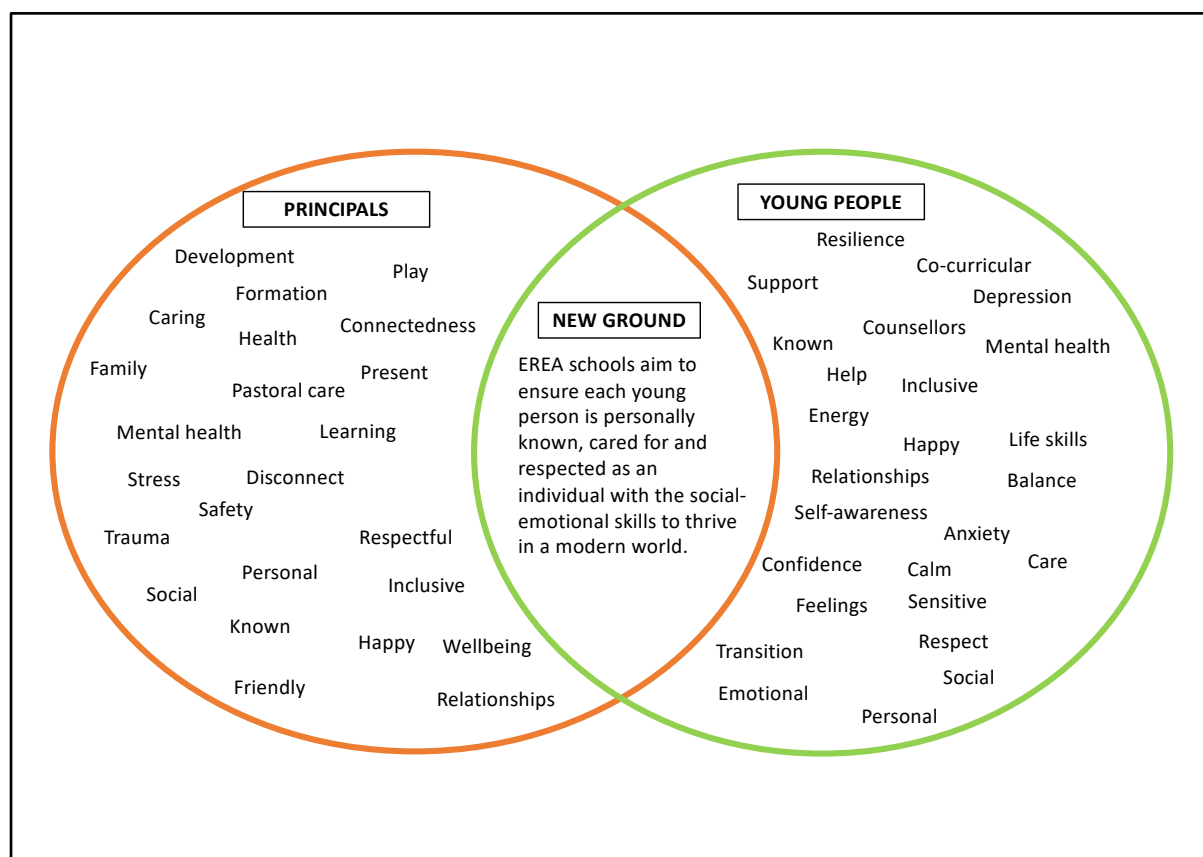 PRINCIPALS
Development
Play
Formation
Caring
Health
Connectedness
Family
Present
Pastoral care
Mental health
Learning
Stress
Disconnect
Safety
Trauma
Respectful
Personal
Inclusive
Social
Known
Happy
Wellbeing
Friendly
Relationships
NEW GROUND
EREA schools aim to
ensure each young
person is personally
known, cared for and
respected as an
individual with the social-
emotional skills to thrive
in a modern world.
YOUNG PEOPLE
Resilience
Co-curricular
Support
Depression
Counsellors
Known
Mental health
Help
Inclusive
Energy
Happy
Life skills
Relationships
Balance
Self-awareness
Anxiety
Confidence
Calm
Care
Feelings
Sensitive
Transition
Respect
Emotional
Social
Personal